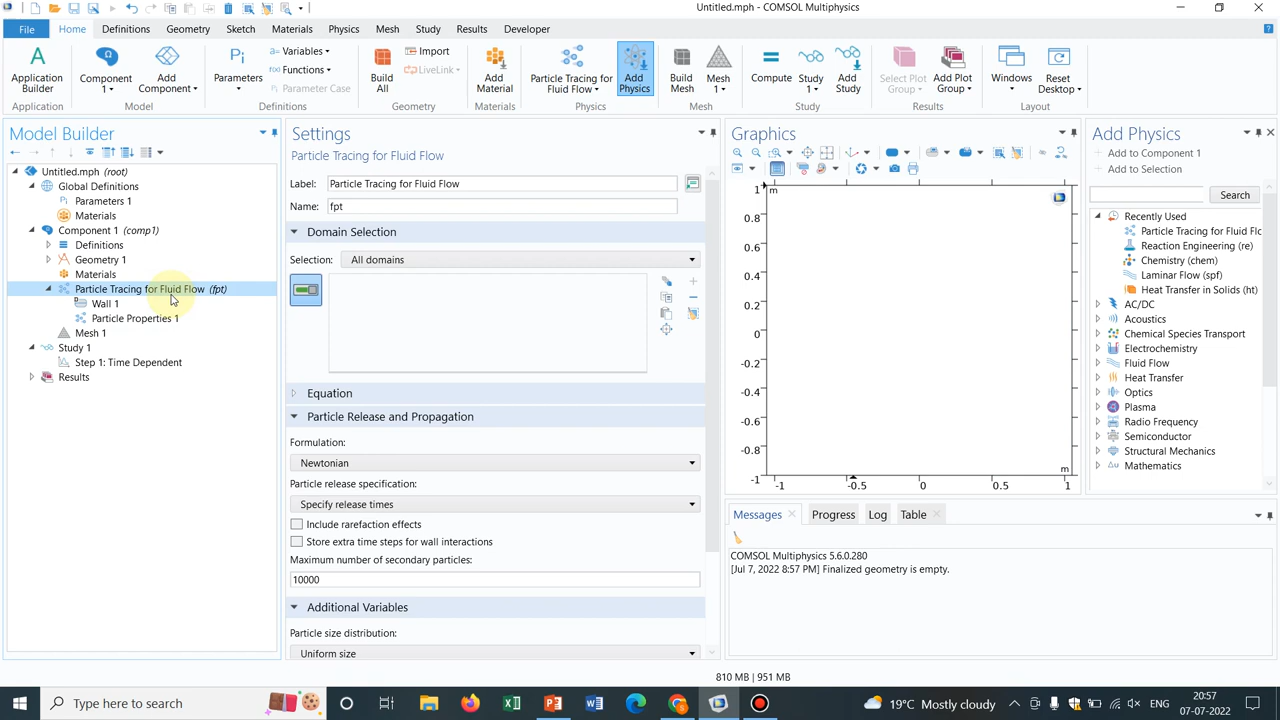 Untitled.mph - COMSOL Multiphysics
File
Home
Definitions
Geometry
Sketch
Materials
Physics
Mesh
Study
Results
Developer
Application Builder
Component 1
Add Component
Parameters
Variables
Functions
Parameter Case
Build All
Import
LiveLink
Add Material
Particle Tracing for Fluid Flow
Add Physics
Build Mesh
Mesh 1
Compute
Study 1
Add Study
Select Plot Group
Add Plot Group
Windows
Reset Desktop
Application
Model
Definitions
Geometry
Materials
Physics
Mesh
Study
Results
Layout
Model Builder
Untitled.mph (root)
Global Definitions
Parameters 1
Materials
Component 1 (comp1)
Definitions
Geometry 1
Materials
Particle Tracing for Fluid Flow (fpt)
Wall 1
Particle Properties 1
Mesh 1
Study 1
Step 1: Time Dependent
Results
Settings
Particle Tracing for Fluid Flow
Label: Particle Tracing for Fluid Flow
Name: fpt
Domain Selection
Selection: All domains
Equation
Particle Release and Propagation
Formulation:
Newtonian
Particle release specification:
Specify release times
Include rarefaction effects
Store extra time steps for wall interactions
Maximum number of secondary particles:
10000
Additional Variables
Particle size distribution:
Uniform size
Graphics
1
m
0.8
0.6
0.4
0.2
0
-0.2
-0.4
-0.6
-0.8
-1
m
-1 -0.5 0 0.5 1
Messages
Progress
Log
Table
COMSOL Multiphysics 5.6.0.280
[Jul 7, 2022 8:57 PM] Finalized geometry is empty.
Add Physics
Add to Component 1
Add to Selection
Search
Recently Used
Particle Tracing for Fluid Flo
Reaction Engineering (re)
Chemistry (chem)
Laminar Flow (spf)
Heat Transfer in Solids (ht)
AC/DC
Acoustics
Chemical Species Transport
Electrochemistry
Fluid Flow
Heat Transfer
Optics
Plasma
Radio Frequency
Semiconductor
Structural Mechanics
Mathematics
810 MB | 951 MB
Type here to search
19°C Mostly cloudy
ENG
20:57
07-07-2022